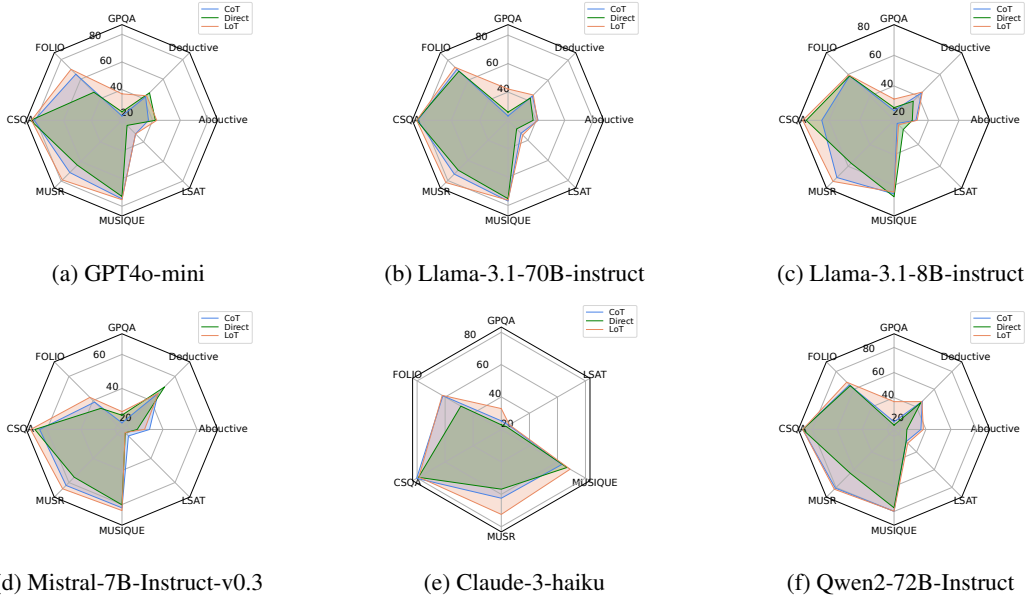 CoT
Direct
LoT
GPQA
Deductive
Abductive
LSAT
MUSIQUE
MUSR
CSQA
FOLIO
20
40
60
80
(a) GPT4o-mini
CoT
Direct
LoT
GPQA
Deductive
Abductive
LSAT
MUSIQUE
MUSR
CSQA
FOLIO
20
40
60
80
(b) Llama-3.1-70B-instruct
CoT
Direct
LoT
GPQA
Deductive
Abductive
LSAT
MUSIQUE
MUSR
CSQA
FOLIO
20
40
60
80
(c) Llama-3.1-8B-instruct
CoT
Direct
LoT
GPQA
Deductive
Abductive
LSAT
MUSIQUE
MUSR
CSQA
FOLIO
20
40
60
d) Mistral-7B-Instruct-v0.3
CoT
Direct
LoT
GPQA
LSAT
MUSIQUE
MUSR
CSQA
FOLIO
20
40
60
80
(e) Claude-3-haiku
CoT
Direct
LoT
GPQA
Deductive
Abductive
LSAT
MUSIQUE
MUSR
CSQA
FOLIO
20
40
60
80
(f) Qwen2-72B-Instruct